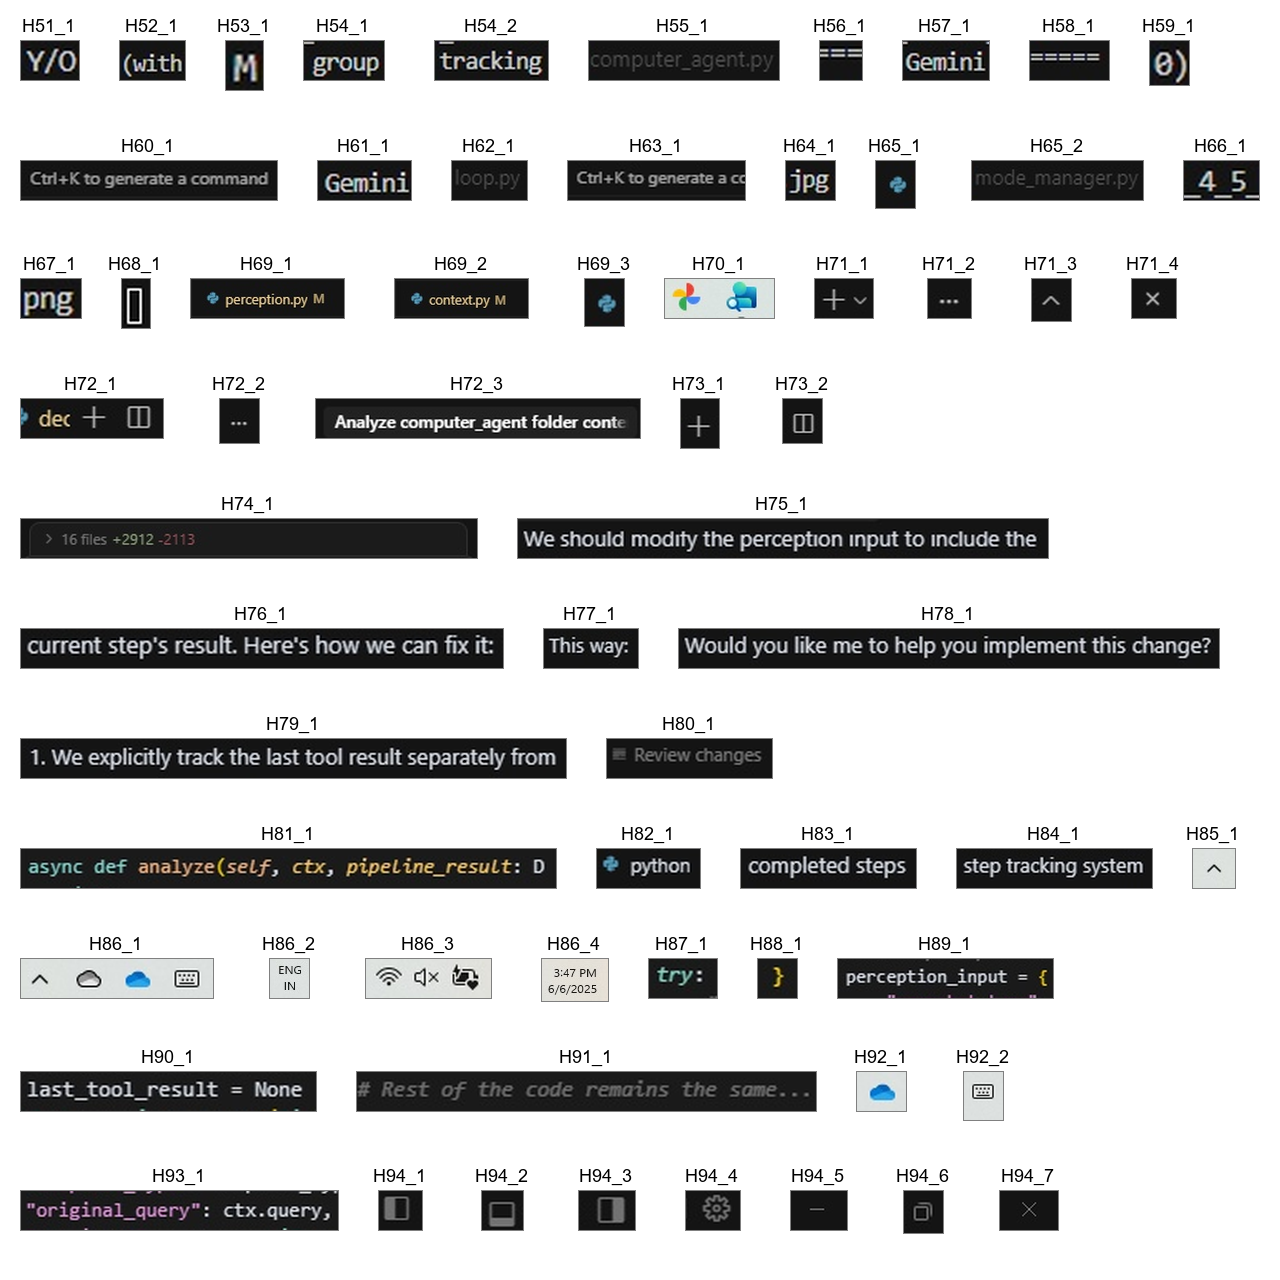 H51_1 H52_1 H53_1 H54_1 H54_2 H55_1 H56_1 H57_1 H58_1 H59_1
Y/O (with M group tracking computer_agent.py === Gemini ===== 0)
H60_1 H61_1 H62_1 H63_1 H64_1 H65_1 H65_2 H66_1
Ctrl+K to generate a command Gemini loop.py Ctrl+K to generate a cc jpg mode_manager.py _4_5_
H67_1 H68_1 H69_1 H69_2 H69_3 H70_1 H71_1 H71_2 H71_3 H71_4
png perception.py M context.py M
H72_1 H72_2 H72_3 H73_1 H73_2
dec ... Analyze computer_agent folder conte
H74_1 H75_1
16 files +2912 -2113 We should modify the perception input to include the
H76_1 H77_1 H78_1
current step's result. Here's how we can fix it: This way: Would you like me to help you implement this change?
H79_1 H80_1
1. We explicitly track the last tool result separately from Review changes
H81_1 H82_1 H83_1 H84_1 H85_1
async def analyze(self, ctx, pipeline_result: D python completed steps step tracking system
H86_1 H86_2 H86_3 H86_4 H87_1 H88_1 H89_1
ENG IN 3:47 PM 6/6/2025 try: } perception_input = {
H90_1 H91_1 H92_1 H92_2
last_tool_result = None # Rest of the code remains the same...
H93_1 H94_1 H94_2 H94_3 H94_4 H94_5 H94_6 H94_7
"original_query": ctx.query,